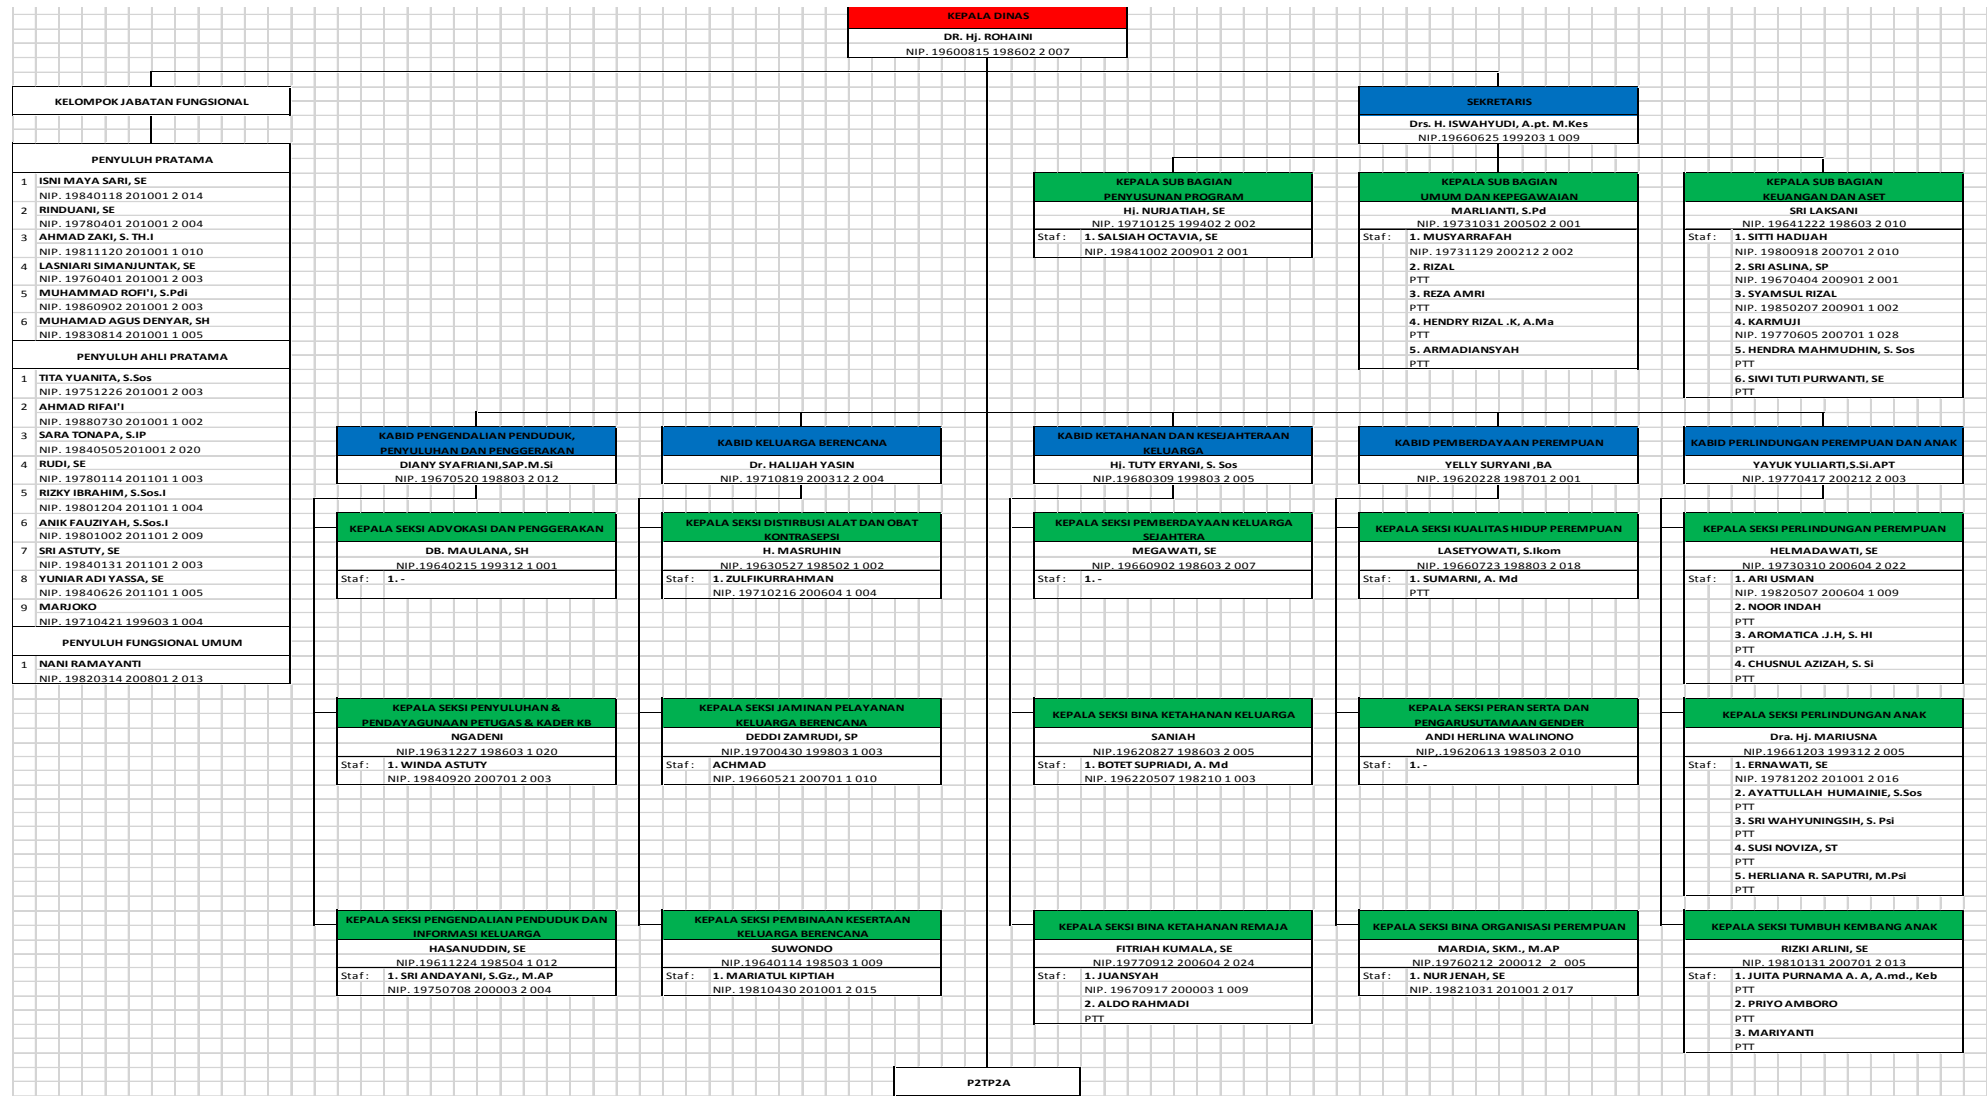 KEPALA DINAS
DR. Hj. ROHAINI
NIP. 19600815 198602 2 007
KELOMPOK JABATAN FUNGSIONAL
PENYULUH PRATAMA
1 ISNI MAYA SARI, SE
NIP. 19840118 201001 2 014
2 RINDUANI, SE
NIP. 19780401 201001 2 004
3 AHMAD ZAKI, S. TH.I
NIP. 19811120 201001 1 010
4 LASNIARI SIMANJUNTAK, SE
NIP. 19760401 201001 2 003
5 MUHAMMAD ROFI'I, S.Pdi
NIP. 19860902 201001 2 003
6 MUHAMAD AGUS DENYAR, SH
NIP. 19830814 201001 1 005
PENYULUH AHLI PRATAMA
1 TITA YUANITA, S.Sos
NIP. 19751226 201001 2 003
2 AHMAD RIFAI'I
NIP. 19880730 201001 1 002
3 SARA TONAPA, S.IP
NIP. 19840505201001 2 020
4 RUDI, SE
NIP. 19780114 201101 1 003
5 RIZKY IBRAHIM, S.Sos.I
NIP. 19801204 201101 1 004
6 ANIK FAUZIYAH, S.Sos.I
NIP. 19801002 201101 2 009
7 SRI ASTUTY, SE
NIP. 19840131 201101 2 003
8 YUNIAR ADI YASSA, SE
NIP. 19840626 201101 1 005
9 MARJOKO
NIP. 19710421 199603 1 004
PENYULUH FUNGSIONAL UMUM
1 NANI RAMAYANTI
NIP. 19820314 200801 2 013
SEKRETARIS
Drs. H. ISWAHYUDI, A.pt. M.Kes
NIP.19660625 199203 1 009
KEPALA SUB BAGIAN
PENYUSUNAN PROGRAM
Hj. NURJATIAH, SE
NIP. 19710125 199402 2 002
Staf : 1. SALSIAH OCTAVIA, SE
NIP. 19841002 200901 2 001
KEPALA SUB BAGIAN
UMUM DAN KEPEGAWAIAN
MARLIANTI, S.Pd
NIP. 19731031 200502 2 001
Staf : 1. MUSYARRAFAH
NIP. 19731129 200212 2 002
2. RIZAL
PTT
3. REZA AMRI
PTT
4. HENDRY RIZAL .K, A.Ma
PTT
5. ARMADIANSYAH
PTT
KEPALA SUB BAGIAN
KEUANGAN DAN ASET
SRI LAKSANI
NIP. 19641222 198603 2 010
Staf : 1. SITTI HADIJAH
NIP. 19800918 200701 2 010
2. SRI ASLINA, SP
NIP. 19670404 200901 2 001
3. SYAMSUL RIZAL
NIP. 19850207 200901 1 002
4. KARMUJI
NIP. 19770605 200701 1 028
5. HENDRA MAHMUDHIN, S. Sos
PTT
6. SIWI TUTI PURWANTI, SE
PTT
KABID PENGENDALIAN PENDUDUK,
PENYULUHAN DAN PENGGERAKAN
DIANY SYAFRIANI,SAP.M.Si
NIP. 19670520 198803 2 012
KEPALA SEKSI ADVOKASI DAN PENGGERAKAN
DB. MAULANA, SH
NIP.19640215 199312 1 001
Staf : 1. -
KEPALA SEKSI PENYULUHAN &
PENDAYAGUNAAN PETUGAS & KADER KB
NGADENI
NIP.19631227 198603 1 020
Staf : 1. WINDA ASTUTY
NIP. 19840920 200701 2 003
KEPALA SEKSI PENGENDALIAN PENDUDUK DAN
INFORMASI KELUARGA
HASANUDDIN, SE
NIP.19611224 198504 1 012
Staf : 1. SRI ANDAYANI, S.Gz., M.AP
NIP. 19750708 200003 2 004
KABID KELUARGA BERENCANA
Dr. HALIJAH YASIN
NIP. 19710819 200312 2 004
KEPALA SEKSI DISTIRBUSI ALAT DAN OBAT
KONTRASEPSI
H. MASRUHIN
NIP. 19630527 198502 1 002
Staf : 1. ZULFIKURRAHMAN
NIP. 19710216 200604 1 004
KEPALA SEKSI JAMINAN PELAYANAN
KELUARGA BERENCANA
DEDDI ZAMRUDI, SP
NIP.19700430 199803 1 003
Staf : ACHMAD
NIP. 19660521 200701 1 010
KEPALA SEKSI PEMBINAAN KESERTAAN
KELUARGA BERENCANA
SUWONDO
NIP.19640114 198503 1 009
Staf : 1. MARIATUL KIPTIAH
NIP. 19810430 201001 2 015
KABID KETAHANAN DAN KESEJAHTERAAN
KELUARGA
Hj. TUTY ERYANI, S. Sos
NIP.19680309 199803 2 005
KEPALA SEKSI PEMBERDAYAAN KELUARGA
SEJAHTERA
MEGAWATI, SE
NIP. 19660902 198603 2 007
Staf : 1. -
KEPALA SEKSI BINA KETAHANAN KELUARGA
SANIAH
NIP.19620827 198603 2 005
Staf : 1. BOTET SUPRIADI, A. Md
NIP. 196220507 198210 1 003
KEPALA SEKSI BINA KETAHANAN REMAJA
FITRIAH KUMALA, SE
NIP.19770912 200604 2 024
Staf : 1. JUANSYAH
NIP. 19670917 200003 1 009
2. ALDO RAHMADI
PTT
KABID PEMBERDAYAAN PEREMPUAN
YELLY SURYANI ,BA
NIP.19620228 198701 2 001
KEPALA SEKSI KUALITAS HIDUP PEREMPUAN
LASETYOWATI, S.Ikom
NIP. 19660723 198803 2 018
Staf : 1. SUMARNI, A. Md
PTT
KEPALA SEKSI PERAN SERTA DAN
PENGARUSUTAMAAN GENDER
ANDI HERLINA WALINONO
NIP,.19620613 198503 2 010
Staf : 1. -
KEPALA SEKSI BINA ORGANISASI PEREMPUAN
MARDIA, SKM., M.AP
NIP.19760212 200012 2 005
Staf : 1. NUR JENAH, SE
NIP. 19821031 201001 2 017
KABID PERLINDUNGAN PEREMPUAN DAN ANAK
YAYUK YULIARTI,S.Si.APT
NIP. 19770417 200212 2 003
KEPALA SEKSI PERLINDUNGAN PEREMPUAN
HELMADAWATI, SE
NIP. 19730310 200604 2 022
Staf : 1. ARI USMAN
NIP. 19820507 200604 1 009
2. NOOR INDAH
PTT
3. AROMATICA .J.H, S. HI
PTT
4. CHUSNUL AZIZAH, S. Si
PTT
KEPALA SEKSI PERLINDUNGAN ANAK
Dra. Hj. MARIUSNA
NIP.19661203 199312 2 005
Staf : 1. ERNAWATI, SE
NIP. 19781202 201001 2 016
2. AYATTULLAH HUMAINIE, S.Sos
PTT
3. SRI WAHYUNINGSIH, S. Psi
PTT
4. SUSI NOVIZA, ST
PTT
5. HERLIANA R. SAPUTRI, M.Psi
PTT
KEPALA SEKSI TUMBUH KEMBANG ANAK
RIZKI ARLINI, SE
NIP. 19810131 200701 2 013
Staf : 1. JUITA PURNAMA A. A, A.md., Keb
PTT
2. PRIYO AMBORO
PTT
3. MARIYANTI
PTT
P2TP2A